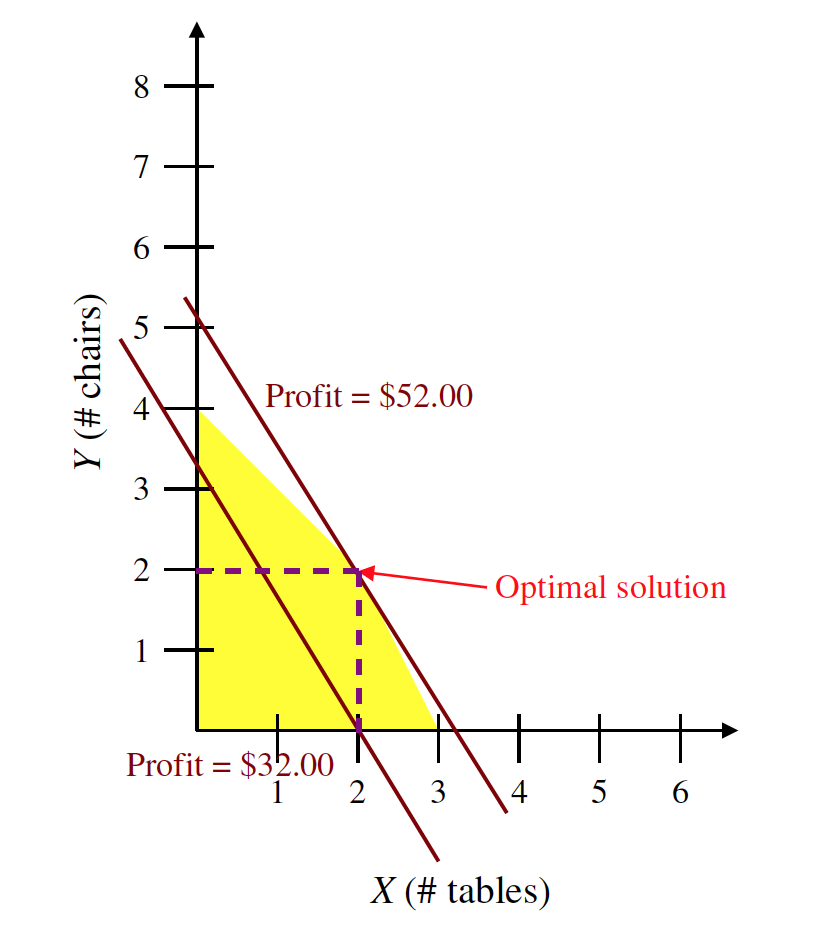 8
7
6
5
4
3
2
1
Y (# chairs)
Profit = $52.00
Optimal solution
Profit = $32.00
1 2 3 4 5 6
X (# tables)